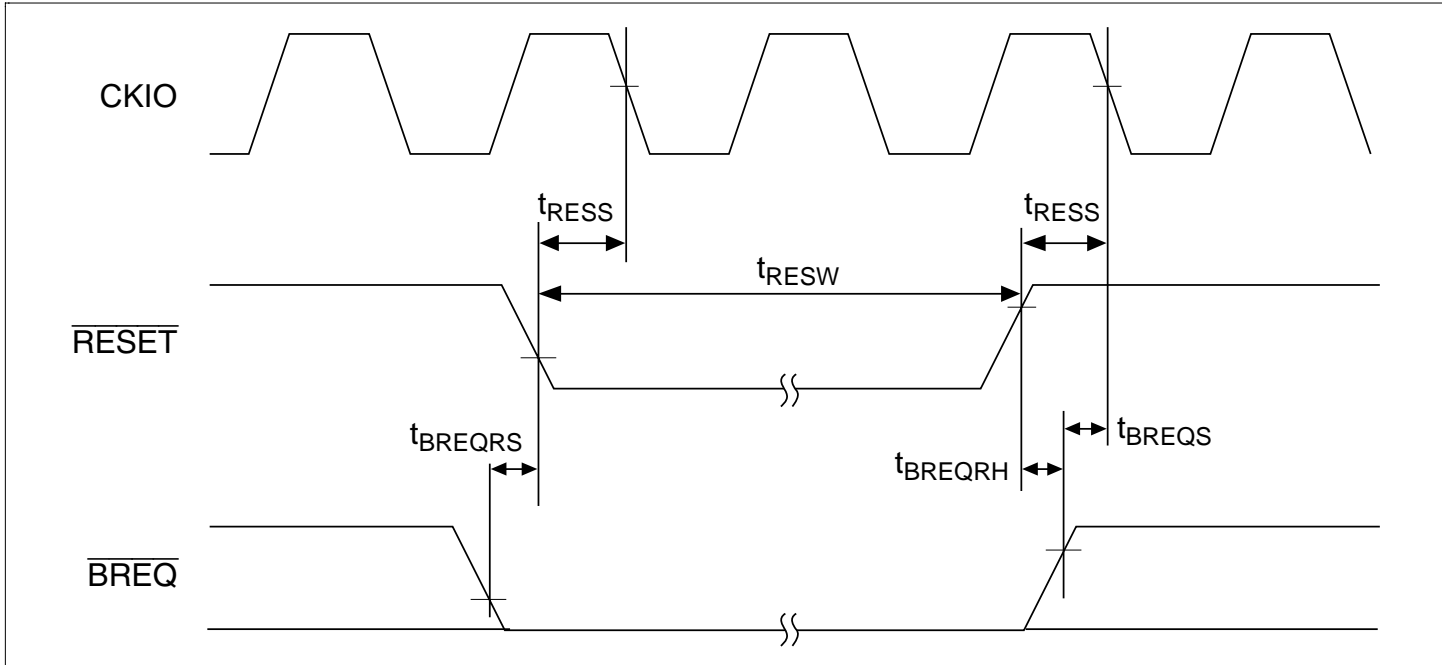 CKIO
tRESS
tRESS
tRESW
RESET
tBREQRS
tBREQS
tBREQRH
BREQ